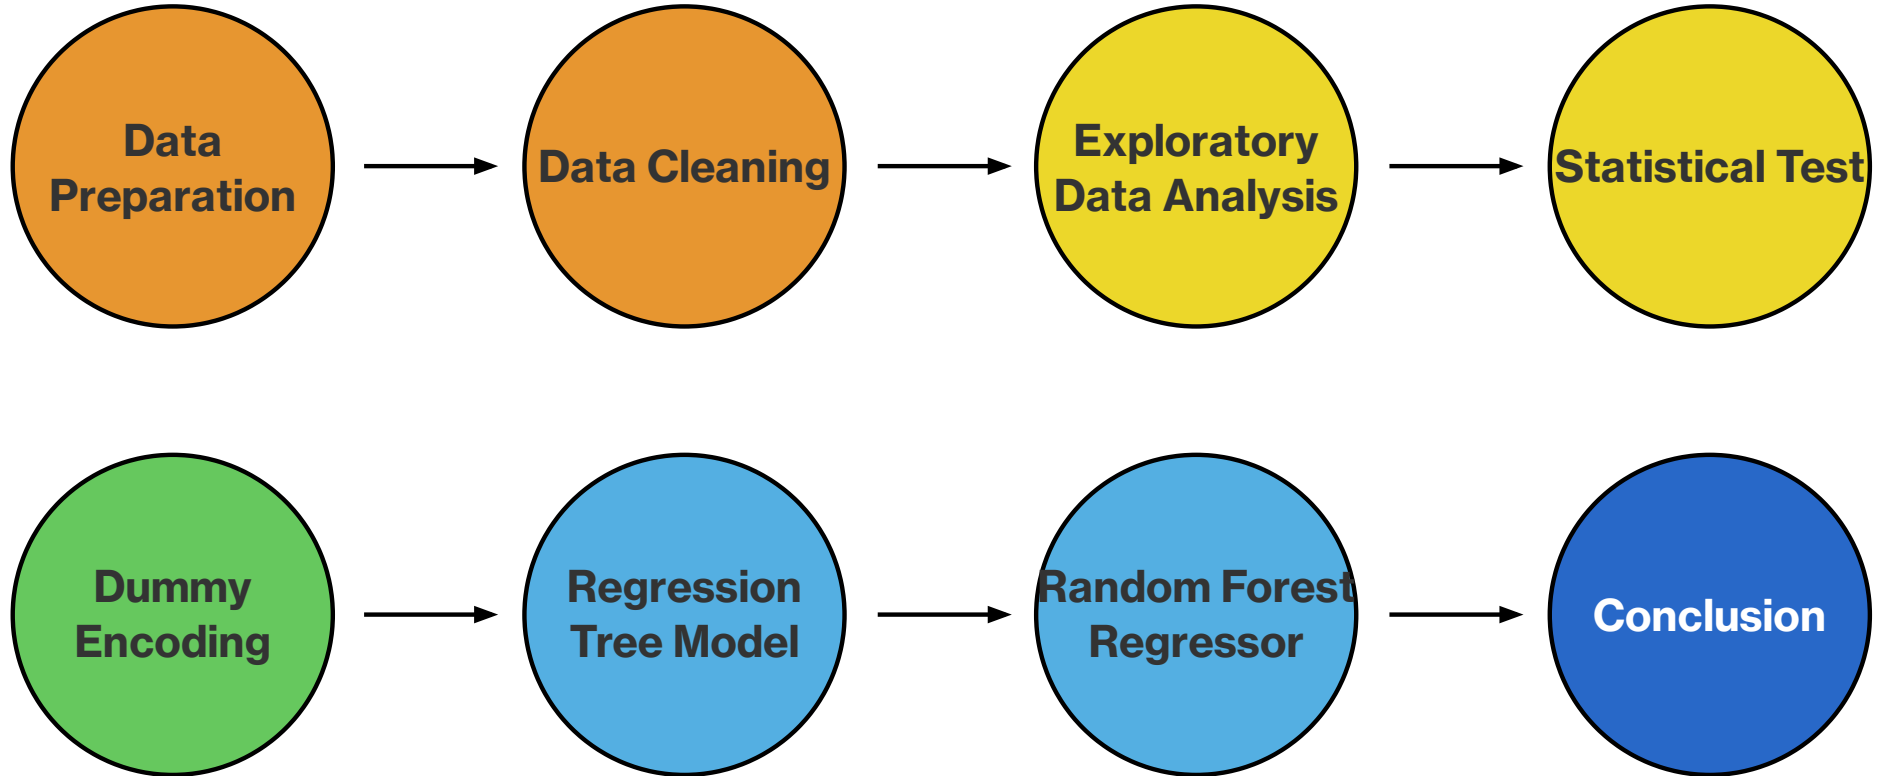 Data
Preparation
Data Cleaning
Exploratory
Data Analysis
Statistical Test
Dummy
Encoding
Regression
Tree Model
Random Forest
Regressor
Conclusion